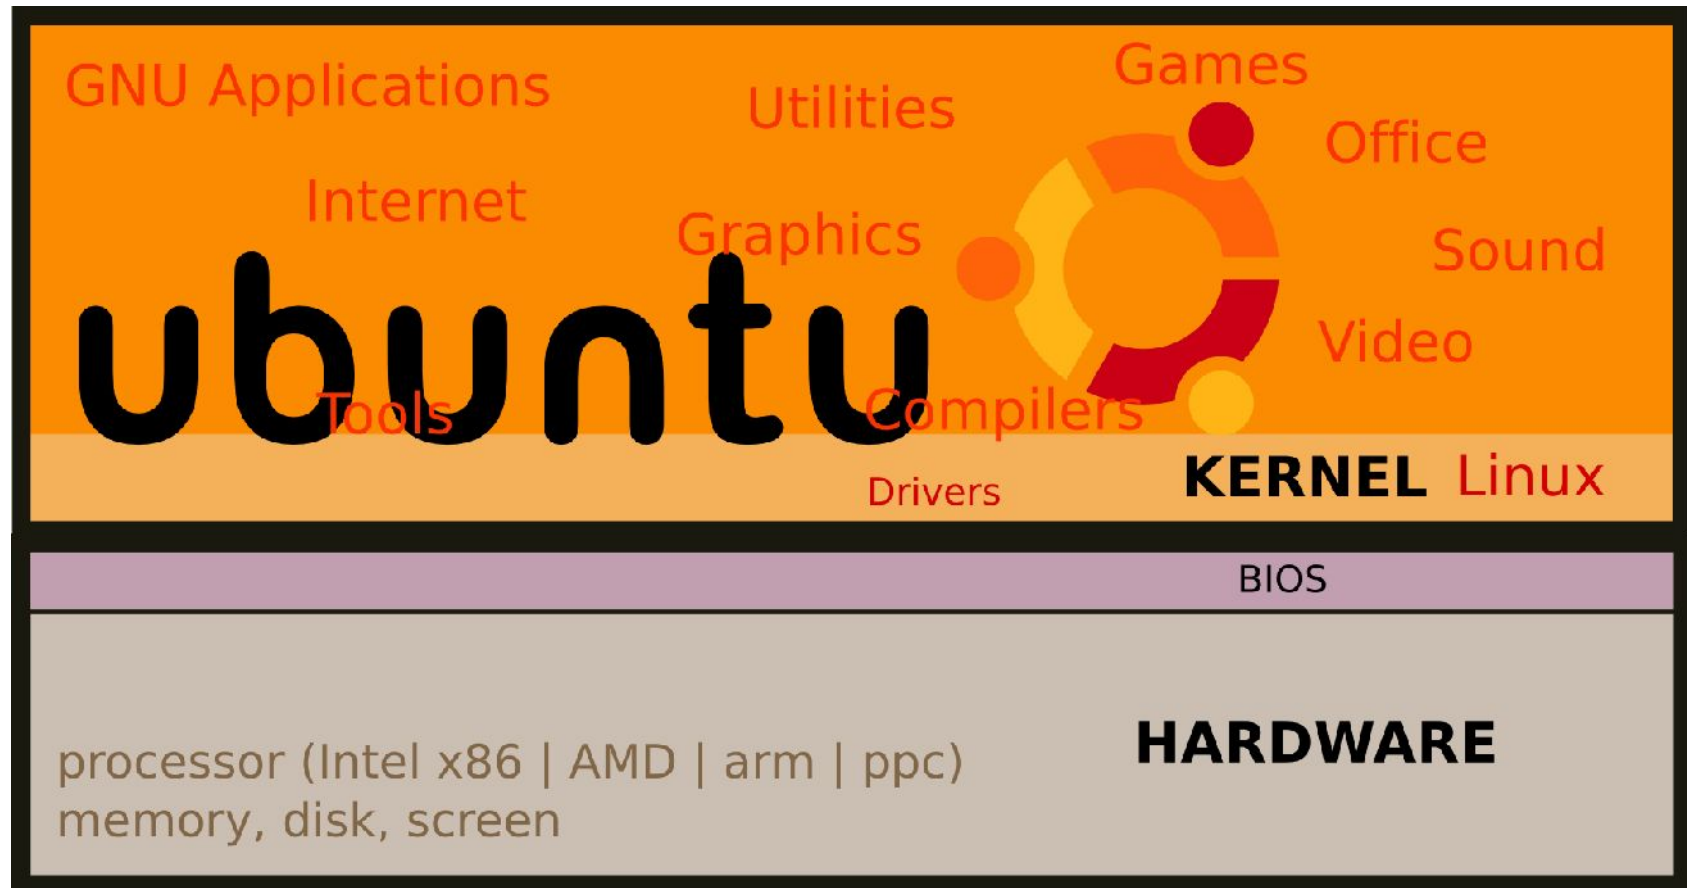 GNU Applications
Utilities
Games
Office
Internet
Graphics
Sound
ubuntu
Video
Tools
Compilers
Drivers
KERNEL Linux
BIOS
HARDWARE
processor (Intel x86 | AMD | arm | ppc)
memory, disk, screen